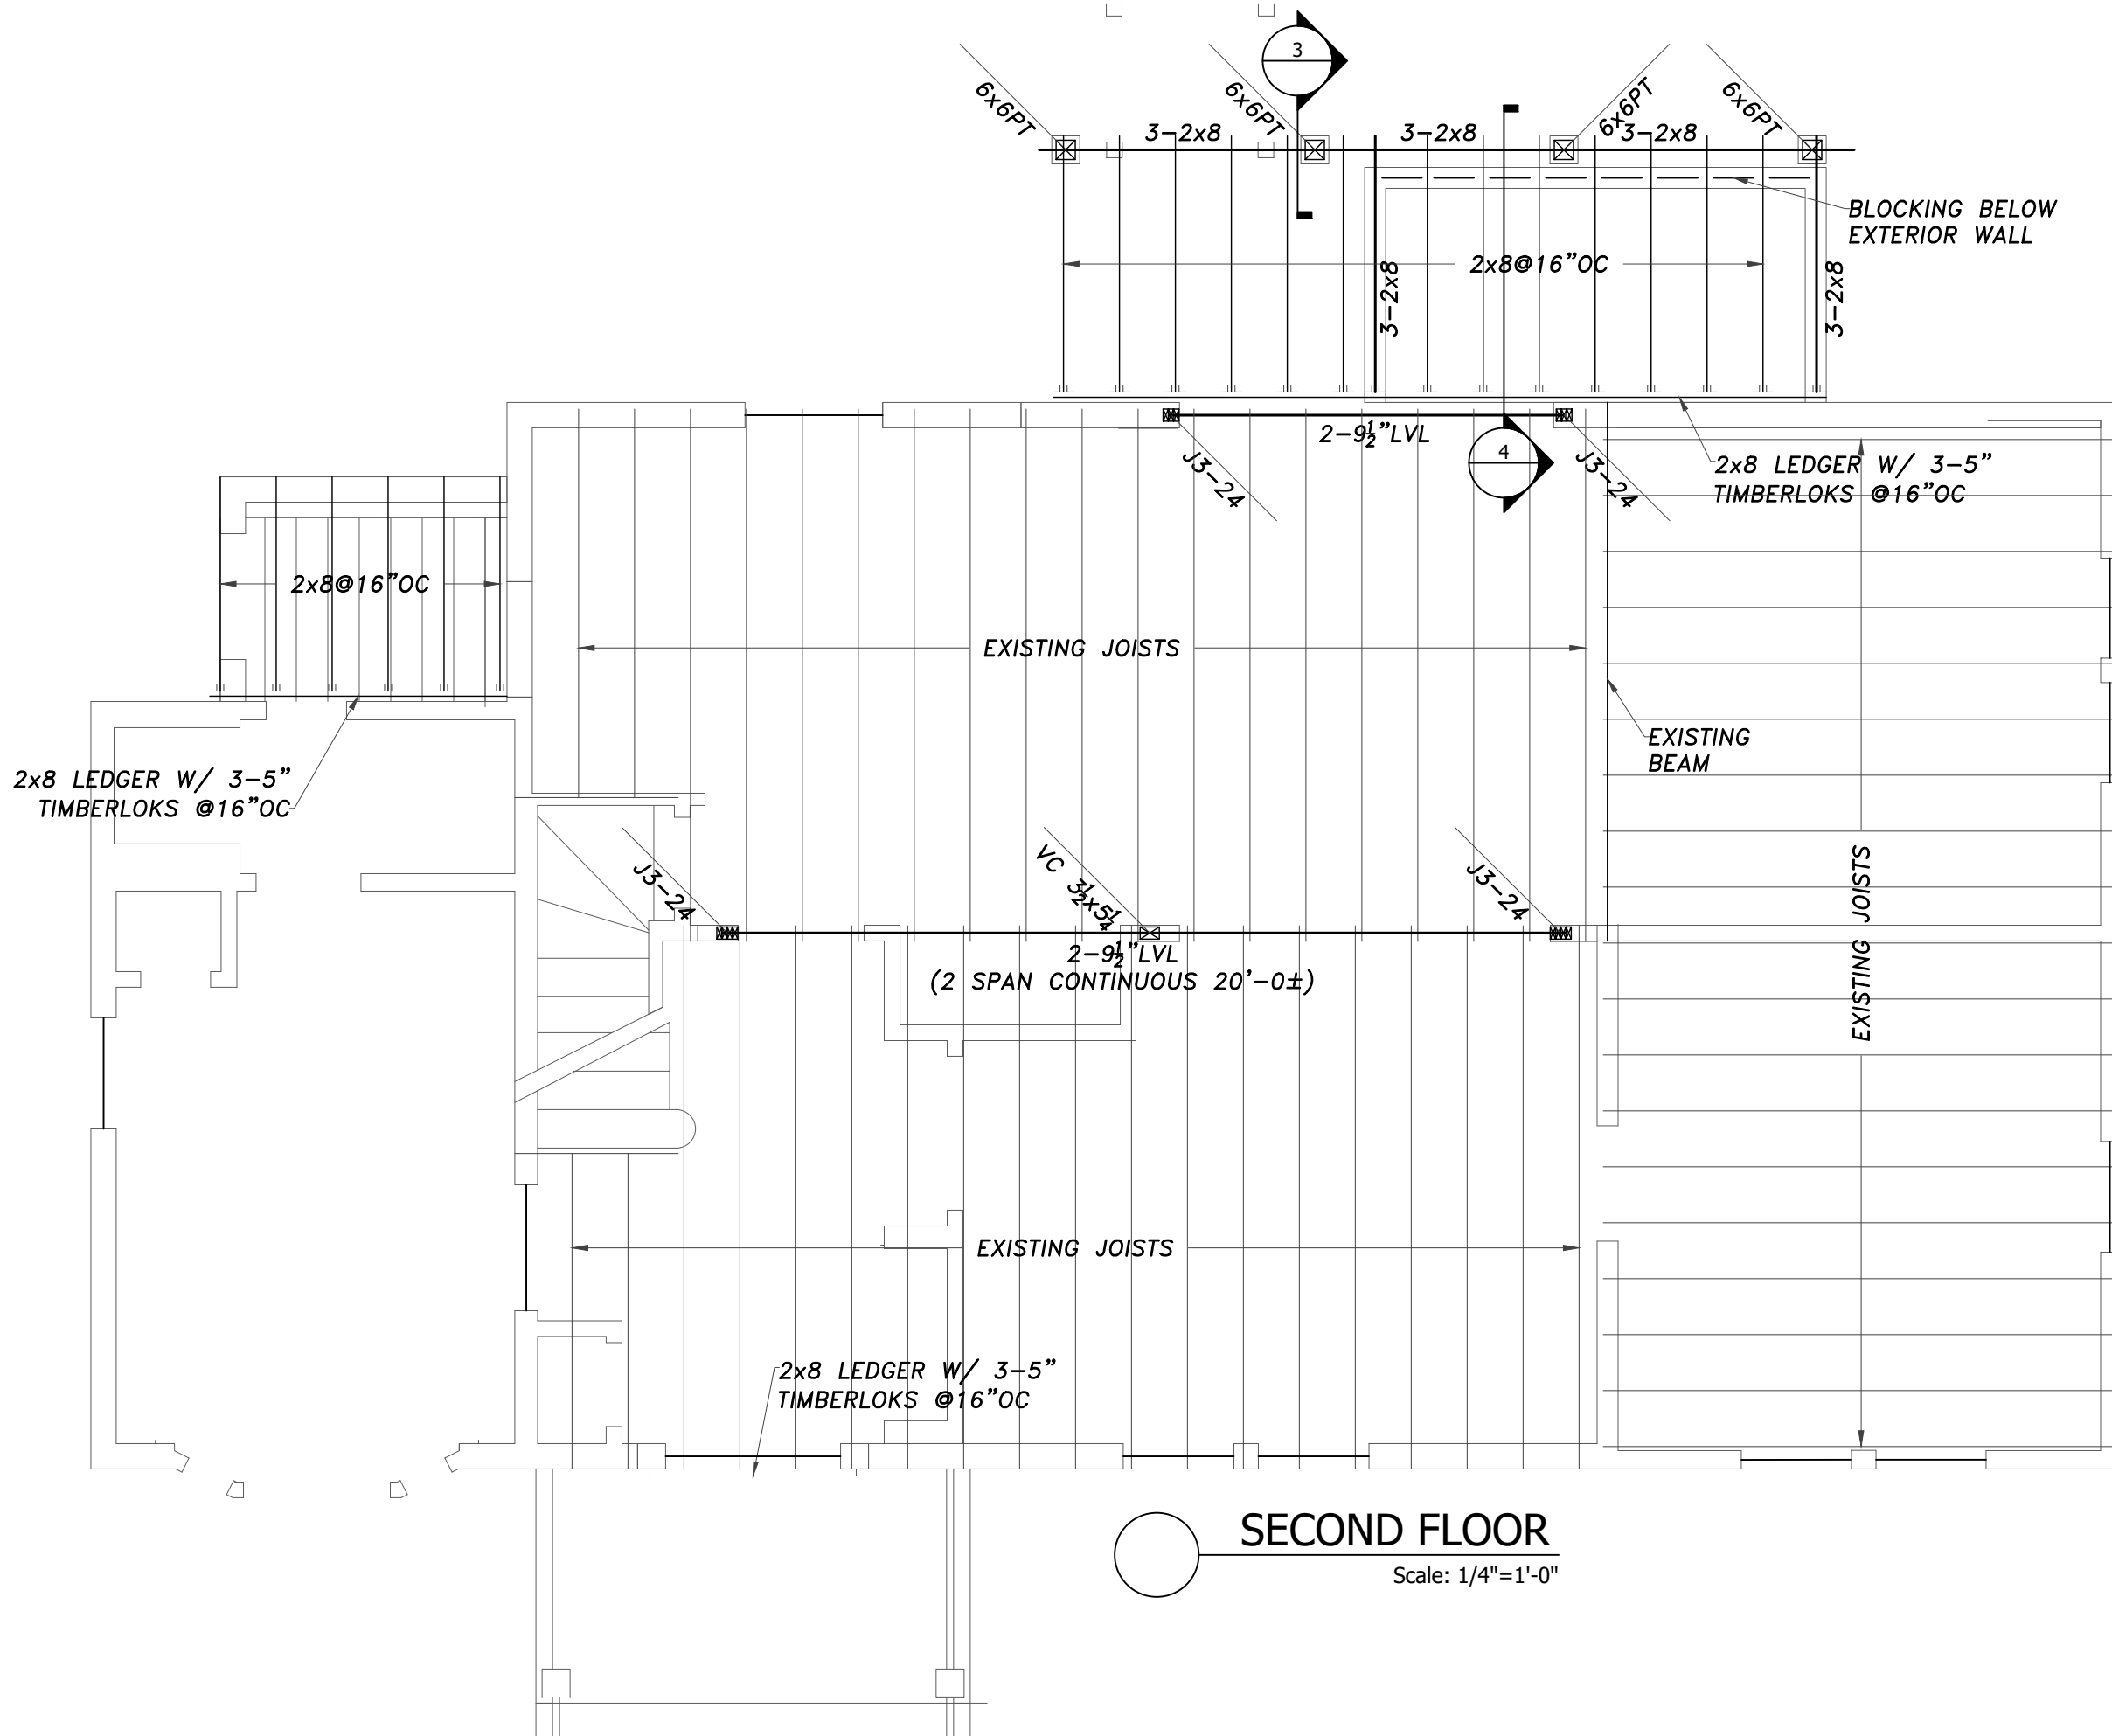 3
6x6PT
6x6PT
6x6PT
6x6PT
3-2x8
3-2x8
3-2x8
BLOCKING BELOW
EXTERIOR WALL
2x8@16"OC
3-2x8
3-2x8
2-9½"LVL
4
J3-24
J3-24
2x8 LEDGER W/ 3-5"
TIMBERLOKS @16"OC
2x8@16"OC
EXISTING JOISTS
EXISTING
BEAM
2x8 LEDGER W/ 3-5"
TIMBERLOKS @16"OC
J3-24
VC 3½x5¼
J3-24
EXISTING JOISTS
2-9½"LVL
(2 SPAN CONTINUOUS 20'-0±)
EXISTING JOISTS
2x8 LEDGER W/ 3-5"
TIMBERLOKS @16"OC
SECOND FLOOR
Scale: 1/4"=1'-0"